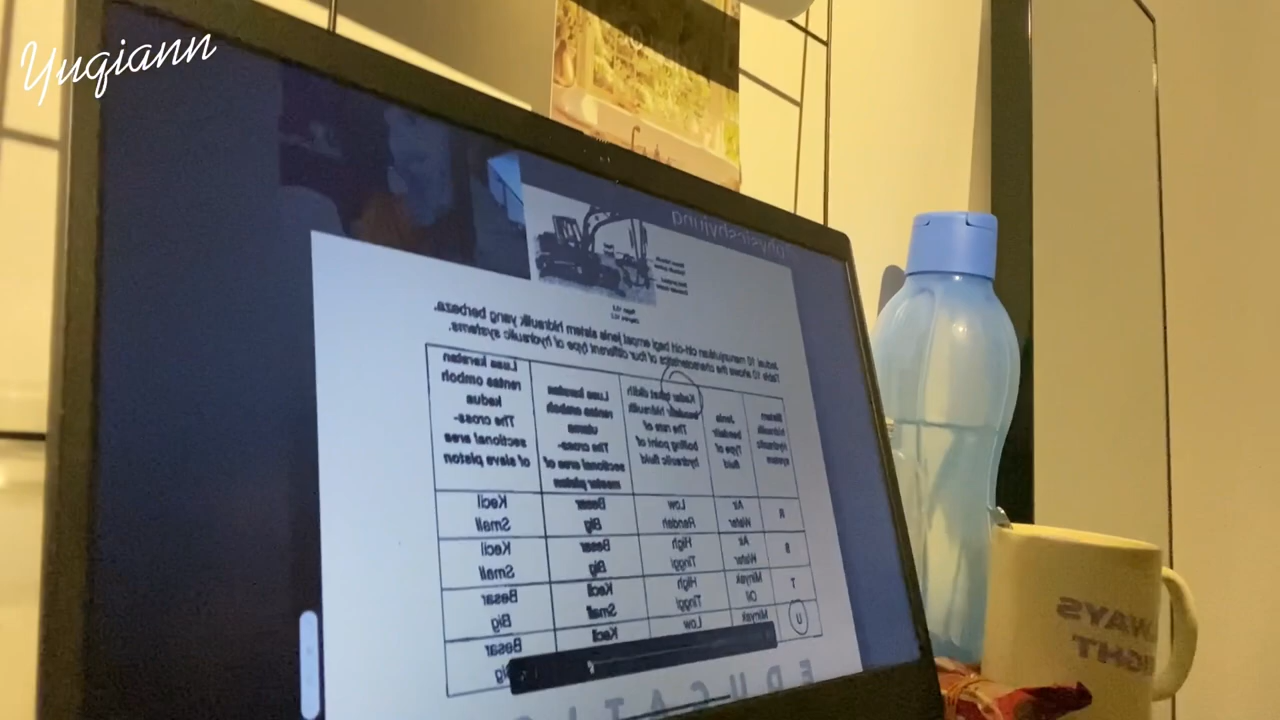 Yuqiann
Jadual 10 menunjukkan ciri-ciri bagi empat jenis sistem hidraulik yang berbeza.
Table 10 shows the characteristics of four different type of hydraulic systems.
Sistem
hidraulik
Hydraulic
system
Jenis
bendalir
Type of
fluid
Kadar takat didih
bendalir hidraulik
The rate of
boiling point of
hydraulic fluid
Luas keratan
rentas omboh
utama
The cross-
sectional area of
master piston
Luas keratan
rentas omboh
kedua
The cross-
sectional area
of slave piston
R
Air
Water
Low
Rendah
Besar
Big
Kecil
Small
S
Air
Water
High
Tinggi
Besar
Big
Kecil
Small
T
Minyak
Oil
High
Tinggi
Kecil
Small
Besar
Big
U
Minyak
Low
Kecil
Besar
EDUCATIO
WAYS
IGHT